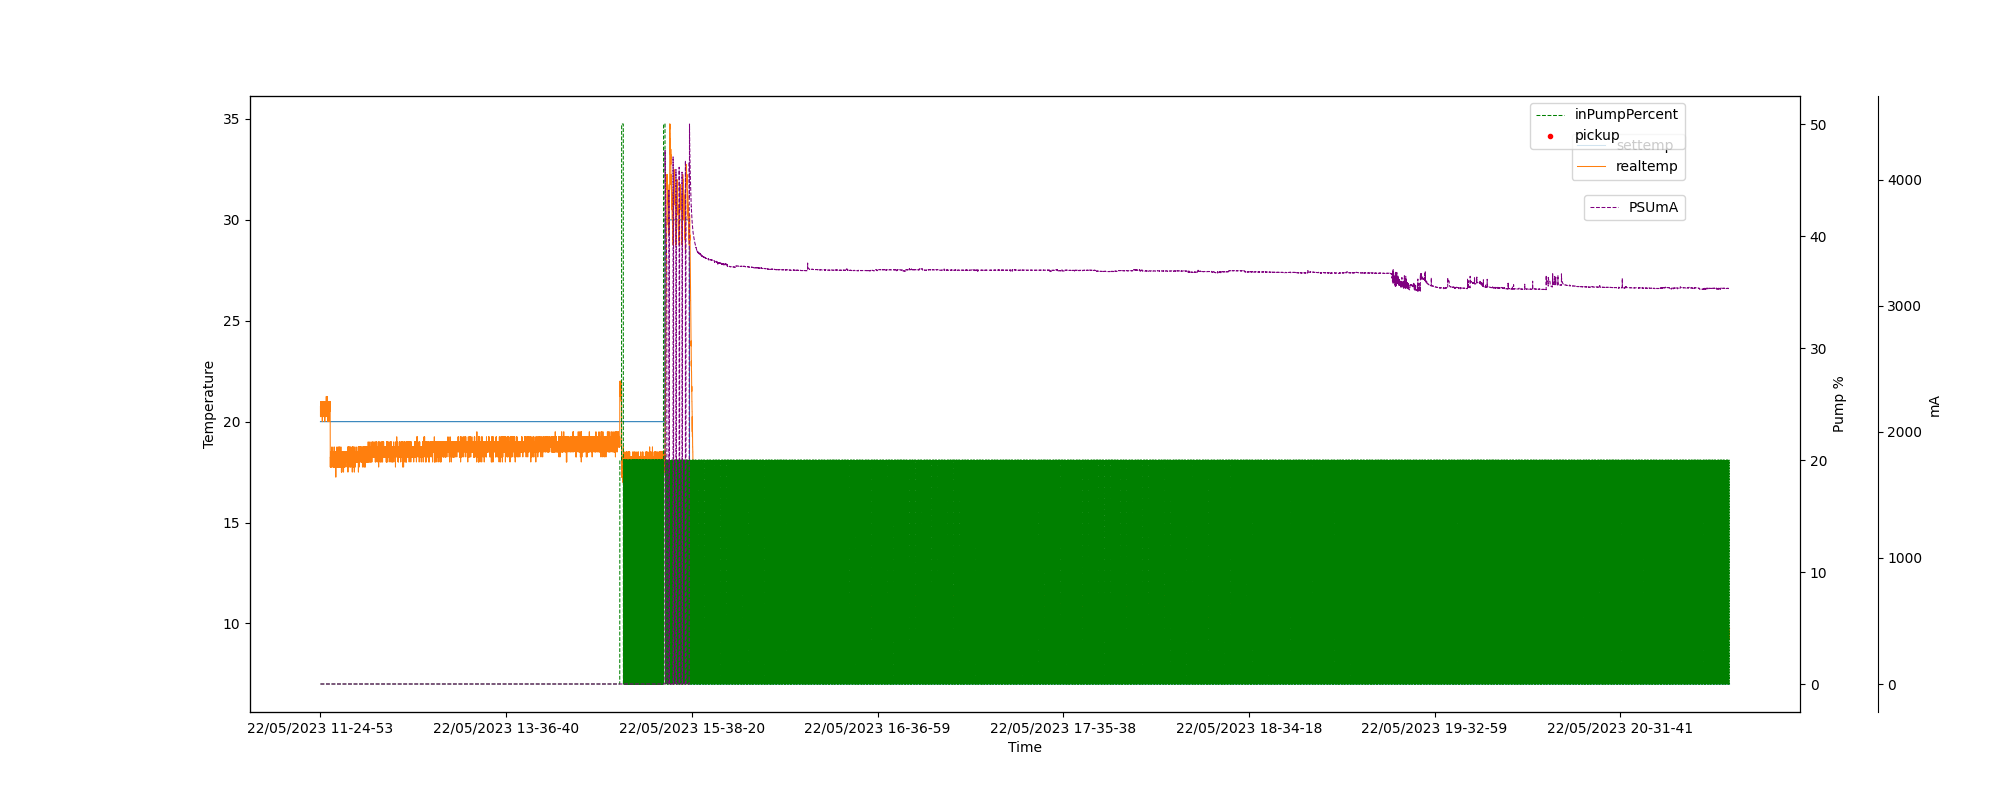 inPumpPercent
pickup
settemp
realtemp
PSUmA
35
30
25
20
15
10
Temperature
50
40
30
20
10
0
Pump %
4000
3000
2000
1000
0
mA
22/05/2023 11-24-53
22/05/2023 13-36-40
22/05/2023 15-38-20
22/05/2023 16-36-59
22/05/2023 17-35-38
22/05/2023 18-34-18
22/05/2023 19-32-59
22/05/2023 20-31-41
Time